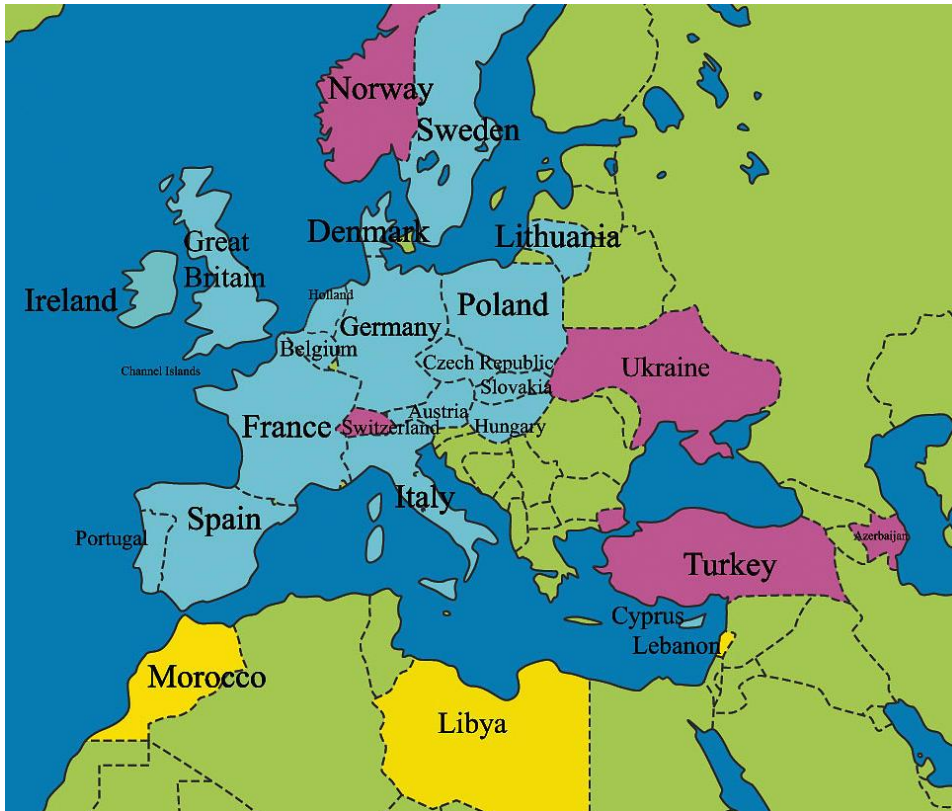 Norway
Sweden
Denmark
Lithuania
Great
Britain
Ireland
Holland
Poland
Germany
Belgium
Czech Republic
Channel Islands
Slovakia
Ukraine
Austria
France
Switzerland
Hungary
Italy
Spain
Portugal
Azerbaijan
Turkey
Cyprus
Lebanon
Morocco
Libya